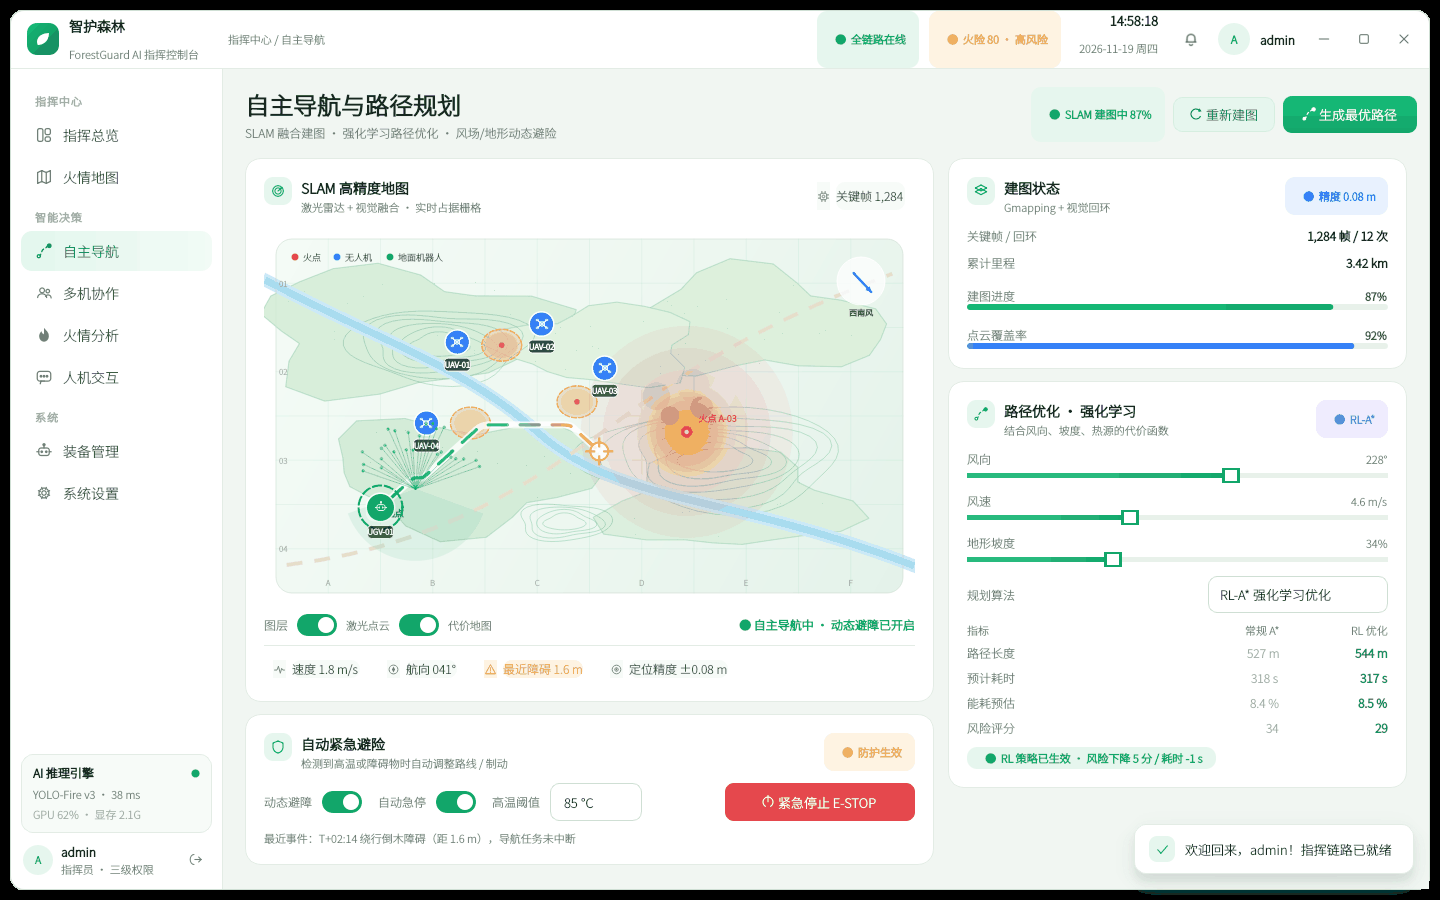 智护森林
ForestGuard AI 指挥控制台
指挥中心 / 自主导航
全链路在线
火险 80 · 高风险
14:58:18
2026-11-19 周四
A
admin
指挥中心
指挥总览
火情地图
智能决策
自主导航
多机协作
火情分析
人机交互
系统
装备管理
系统设置
AI 推理引擎
YOLO-Fire v3 · 38 ms
GPU 62% · 显存 2.1G
A
admin
指挥员 · 三级权限
自主导航与路径规划
SLAM 融合建图 · 强化学习路径优化 · 风场/地形动态避险
SLAM 建图中 87%
重新建图
生成最优路径
SLAM 高精度地图
激光雷达 + 视觉融合 · 实时占据栅格
关键帧 1,284
火点
无人机
地面机器人
西南风
01
02
03
04
A
B
C
D
E
F
UAV-01
UAV-02
UAV-03
UAV-04
UGV-01
火点 A-03
图层
激光点云
代价地图
自主导航中 · 动态避障已开启
速度 1.8 m/s
航向 041°
最近障碍 1.6 m
定位精度 ±0.08 m
自动紧急避险
检测到高温或障碍物时自动调整路线 / 制动
防护生效
动态避障
自动急停
高温阈值
85 °C
紧急停止 E-STOP
最近事件：T+02:14 绕行倒木障碍（距 1.6 m），导航任务未中断
建图状态
Gmapping + 视觉回环
精度 0.08 m
关键帧 / 回环
1,284 帧 / 12 次
累计里程
3.42 km
建图进度
87%
点云覆盖率
92%
路径优化 · 强化学习
结合风向、坡度、热源的代价函数
RL-A*
风向
228°
风速
4.6 m/s
地形坡度
34%
规划算法
RL-A* 强化学习优化
指标
常规 A*
RL 优化
路径长度
527 m
544 m
预计耗时
318 s
317 s
能耗预估
8.4 %
8.5 %
风险评分
34
29
RL 策略已生效 · 风险下降 5 分 / 耗时 -1 s
欢迎回来，admin！指挥链路已就绪